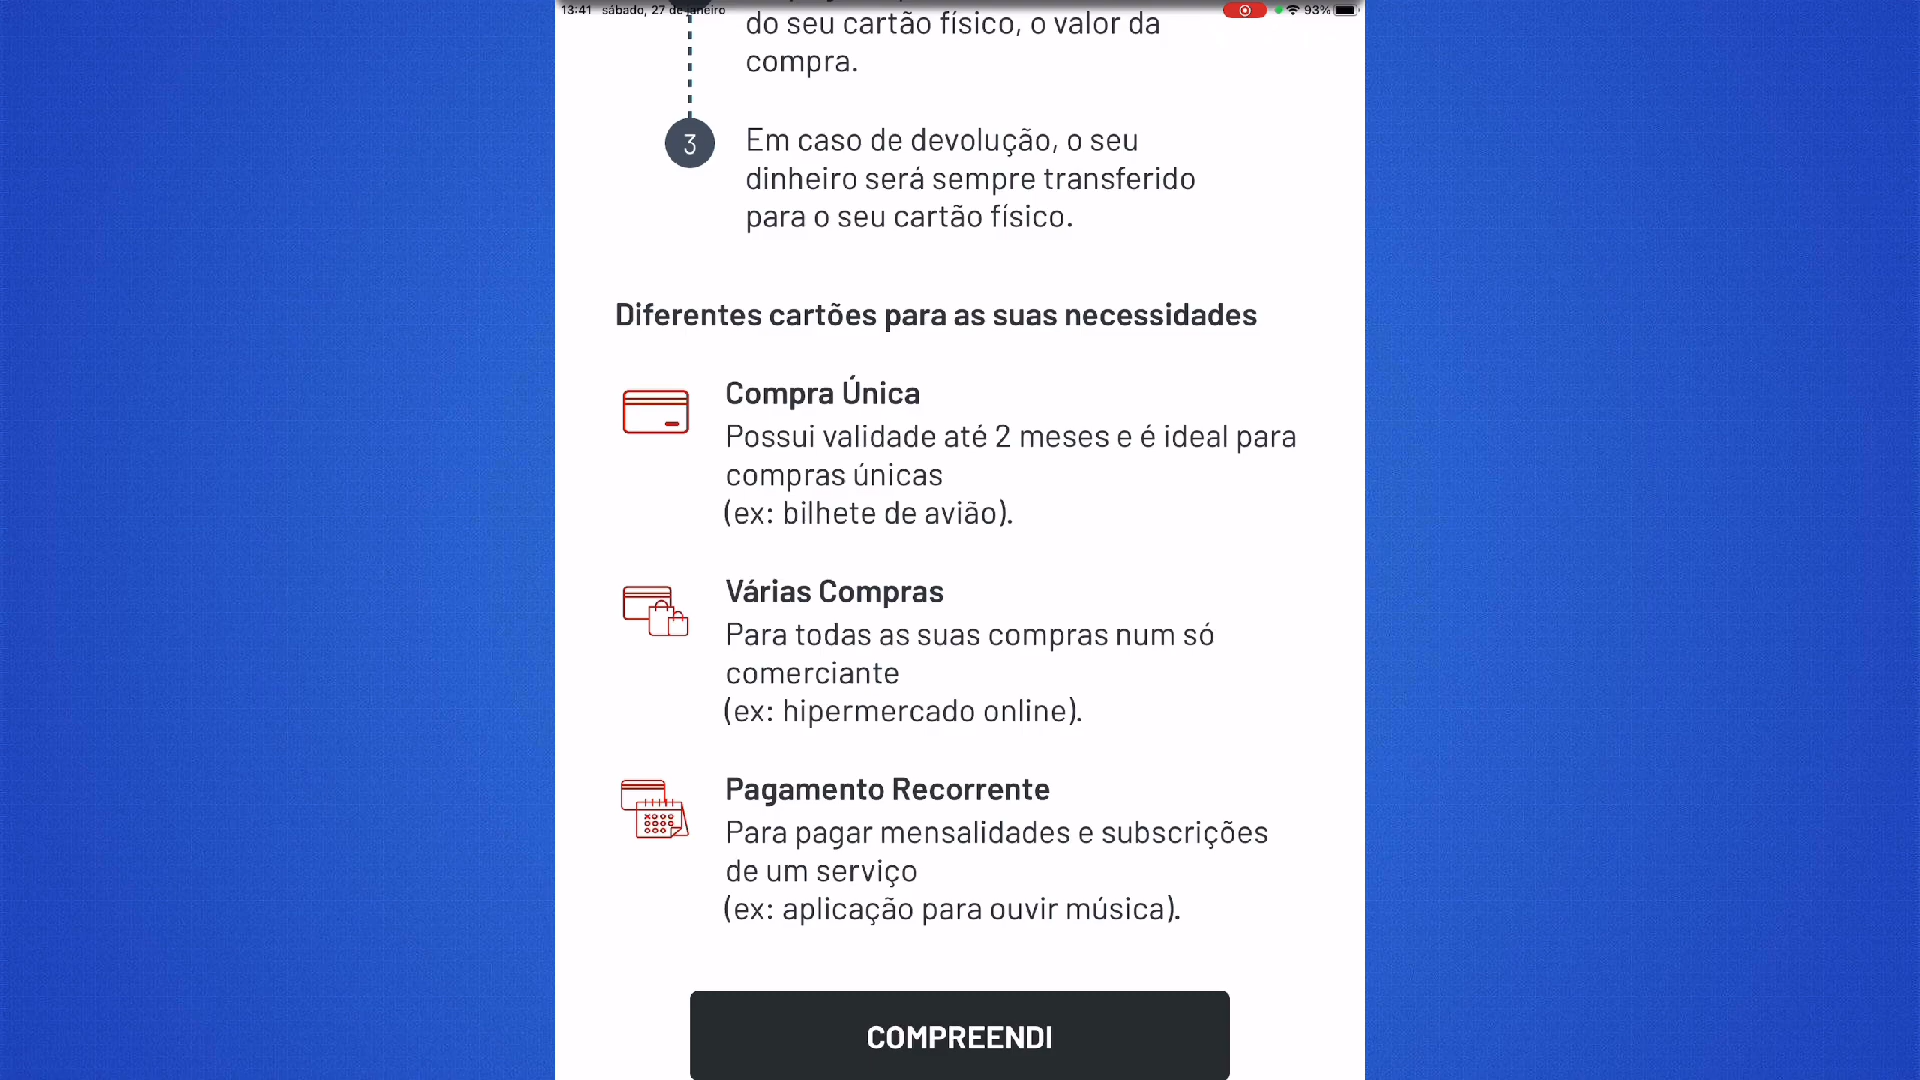 13:41 sábado, 27 de janeiro
93%
do seu cartão físico, o valor da
compra.
3
Em caso de devolução, o seu
dinheiro será sempre transferido
para o seu cartão físico.
Diferentes cartões para as suas necessidades
Compra Única
Possui validade até 2 meses e é ideal para
compras únicas
(ex: bilhete de avião).
Várias Compras
Para todas as suas compras num só
comerciante
(ex: hipermercado online).
Pagamento Recorrente
Para pagar mensalidades e subscrições
de um serviço
(ex: aplicação para ouvir música).
COMPREENDI